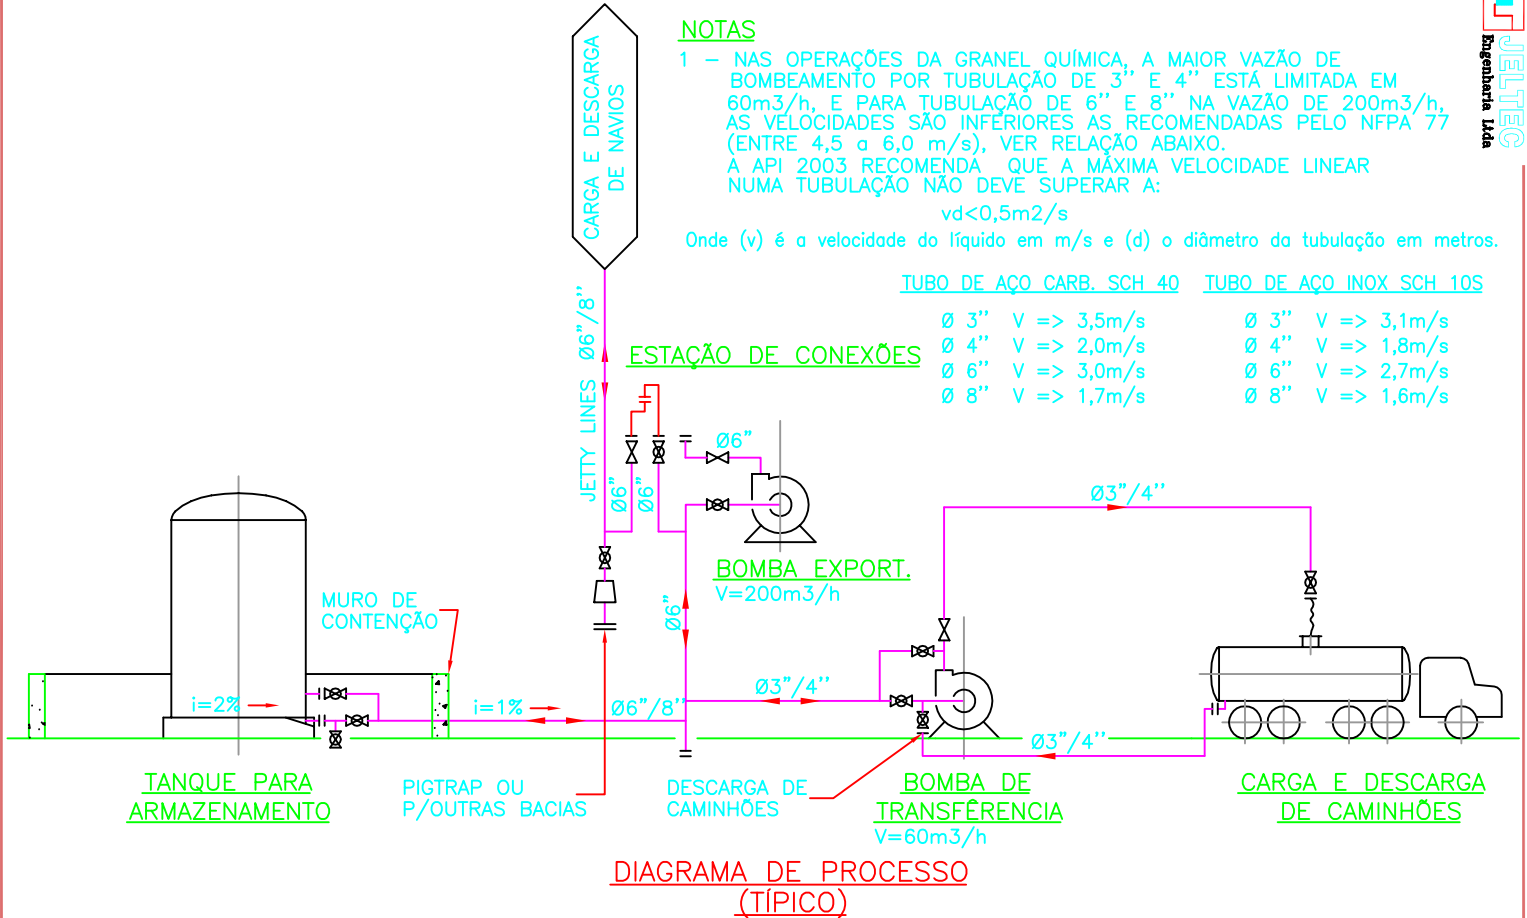 NOTAS
1 – NAS OPERAÇÕES DA GRANEL QUÍMICA, A MAIOR VAZÃO DE
BOMBEAMENTO POR TUBULAÇÃO DE 3'' E 4'' ESTÁ LIMITADA EM
60m3/h, E PARA TUBULAÇÃO DE 6'' E 8'' NA VAZÃO DE 200m3/h,
AS VELOCIDADES SÃO INFERIORES AS RECOMENDADAS PELO NFPA 77
(ENTRE 4,5 a 6,0 m/s), VER RELAÇÃO ABAIXO.
A API 2003 RECOMENDA QUE A MÁXIMA VELOCIDADE LINEAR
NUMA TUBULAÇÃO NÃO DEVE SUPERAR A:
vd<0,5m2/s
Onde (v) é a velocidade do líquido em m/s e (d) o diâmetro da tubulação em metros.
TUBO DE AÇO CARB. SCH 40
Ø 3'' V => 3,5m/s
Ø 4'' V => 2,0m/s
Ø 6'' V => 3,0m/s
Ø 8'' V => 1,7m/s
TUBO DE AÇO INOX SCH 10S
Ø 3'' V => 3,1m/s
Ø 4'' V => 1,8m/s
Ø 6'' V => 2,7m/s
Ø 8'' V => 1,6m/s
JELTEC
Engenharia Ltda
CARGA E DESCARGA
DE NAVIOS
JETTY LINES Ø6''/8''
ESTAÇÃO DE CONEXÕES
Ø6''
Ø6''
Ø6''
BOMBA EXPORT.
V=200m3/h
Ø6''
Ø3''/4''
MURO DE
CONTENÇÃO
i=2%
i=1%
Ø6''/8''
Ø3''/4''
Ø3''/4''
TANQUE PARA
ARMAZENAMENTO
PIGTRAP OU
P/OUTRAS BACIAS
DESCARGA DE
CAMINHÕES
BOMBA DE
TRANSFÊRENCIA
V=60m3/h
CARGA E DESCARGA
DE CAMINHÕES
DIAGRAMA DE PROCESSO
(TÍPICO)